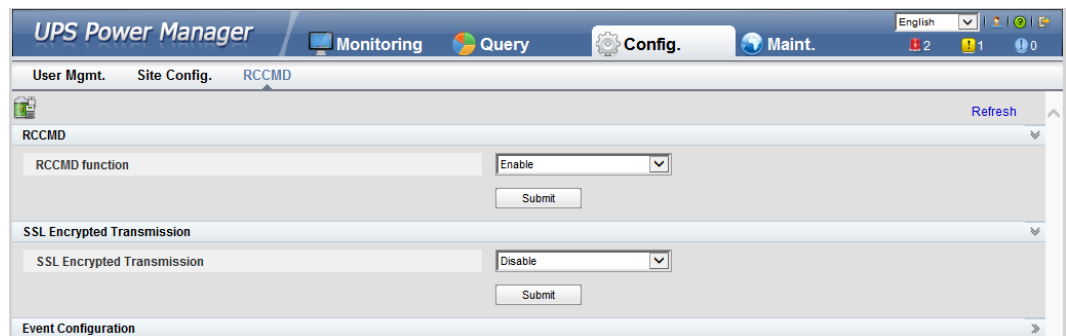 UPS Power Manager
Monitoring
Query
Config.
Maint.
English
2
1
0
User Mgmt.
Site Config.
RCCMD
Refresh
RCCMD
RCCMD function
Enable
Submit
SSL Encrypted Transmission
SSL Encrypted Transmission
Disable
Submit
Event Configuration